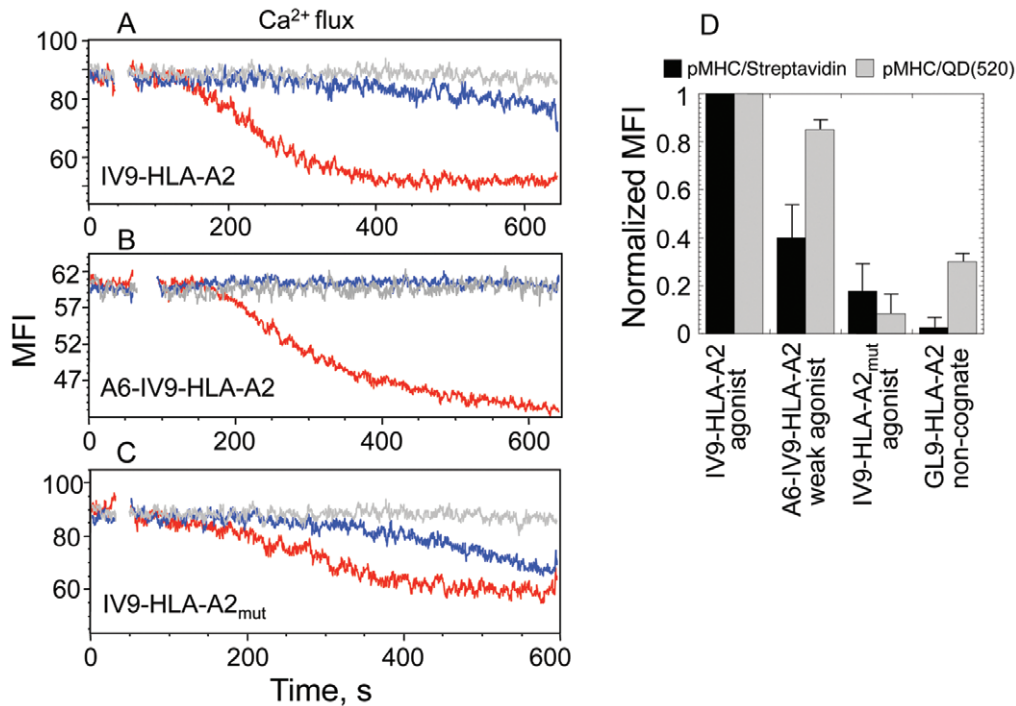 A
Ca²⁺ flux
100
80
60
IV9-HLA-A2
0
200
400
600
B
62
57
52
47
A6-IV9-HLA-A2
0
200
400
600
C
100
80
60
IV9-HLA-A2mut
0
200
400
600
MFI
Time, s
D
pMHC/Streptavidin
pMHC/QD(520)
1
0.8
0.6
0.4
0.2
0
Normalized MFI
IV9-HLA-A2
agonist
A6-IV9-HLA-A2
weak agonist
IV9-HLA-A2mut
agonist
GL9-HLA-A2
non-cognate